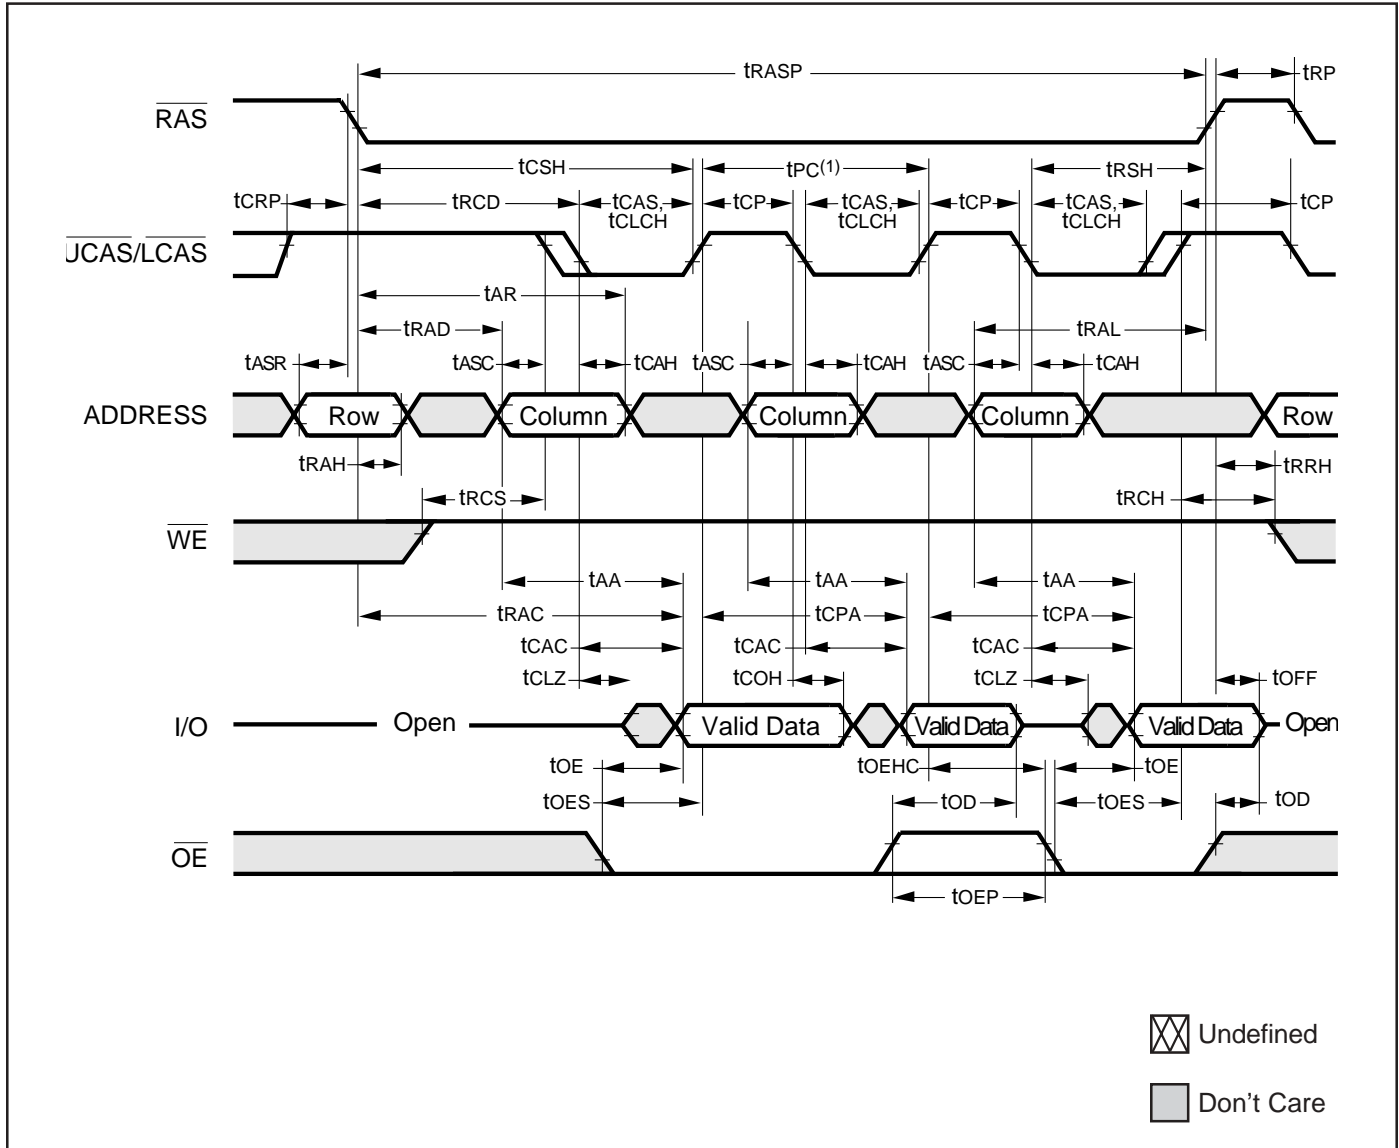 tRASP tRP
RAS
tCSH tPC(1) tRSH
tCRP tRCD tCAS, tCLCH tCP tCAS, tCLCH tCP tCAS, tCLCH tCP
UCAS/LCAS
tAR
tRAD tRAL
tASR tASC tCAH tASC tCAH tASC tCAH
ADDRESS Row Column Column Column Row
tRAH tRRH
tRCS tRCH
WE
tAA tAA tAA
tRAC tCPA tCPA
tCAC tCAC tCAC
tCLZ tCOH tCLZ tOFF
I/O Open Valid Data Valid Data Valid Data Open
tOE tOEHC tOE
tOES tOD tOES tOD
OE
tOEP
Undefined
Don't Care